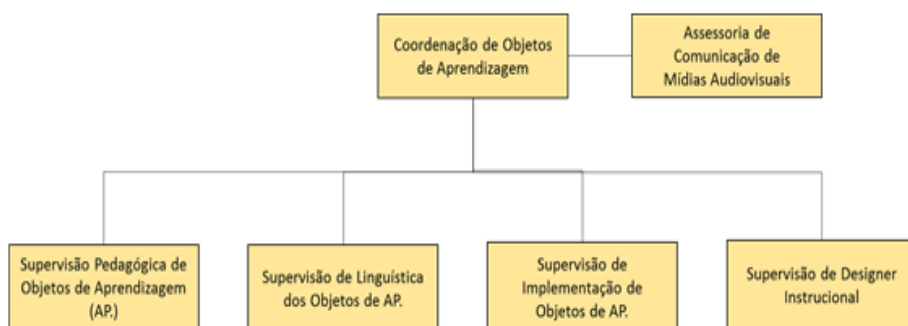 Coordenação de Objetos
de Aprendizagem
Assessoria de
Comunicação de
Mídias Audiovisuais
Supervisão Pedagógica de
Objetos de Aprendizagem
(AP.)
Supervisão de Linguística
dos Objetos de AP.
Supervisão de
Implementação de
Objetos de AP.
Supervisão de Designer
Instrucional